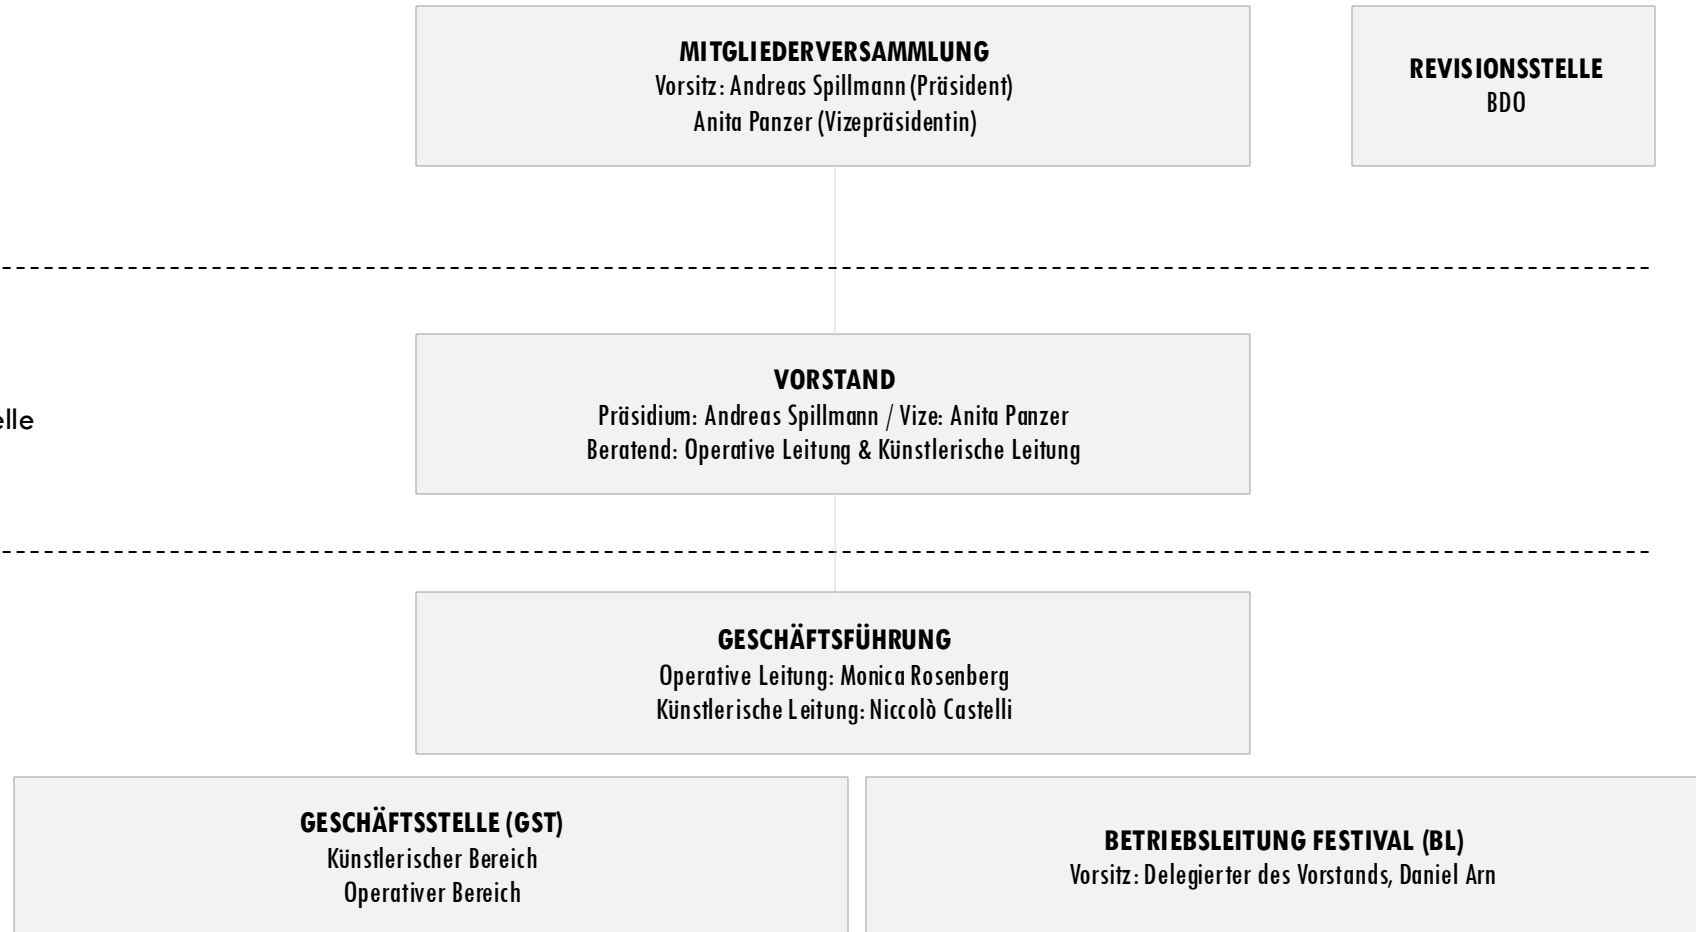 MITGLIEDERVERSAMMLUNG
Vorsitz: Andreas Spillmann (Präsident)
Anita Panzer (Vizepräsidentin)
REVISIONSSTELLE
BDO
VORSTAND
Präsidium: Andreas Spillmann / Vize: Anita Panzer
Beratend: Operative Leitung & Künstlerische Leitung
elle
GESCHÄFTSFÜHRUNG
Operative Leitung: Monica Rosenberg
Künstlerische Leitung: Niccolò Castelli
GESCHÄFTSSTELLE (GST)
Künstlerischer Bereich
Operativer Bereich
BETRIEBSLEITUNG FESTIVAL (BL)
Vorsitz: Delegierter des Vorstands, Daniel Arn